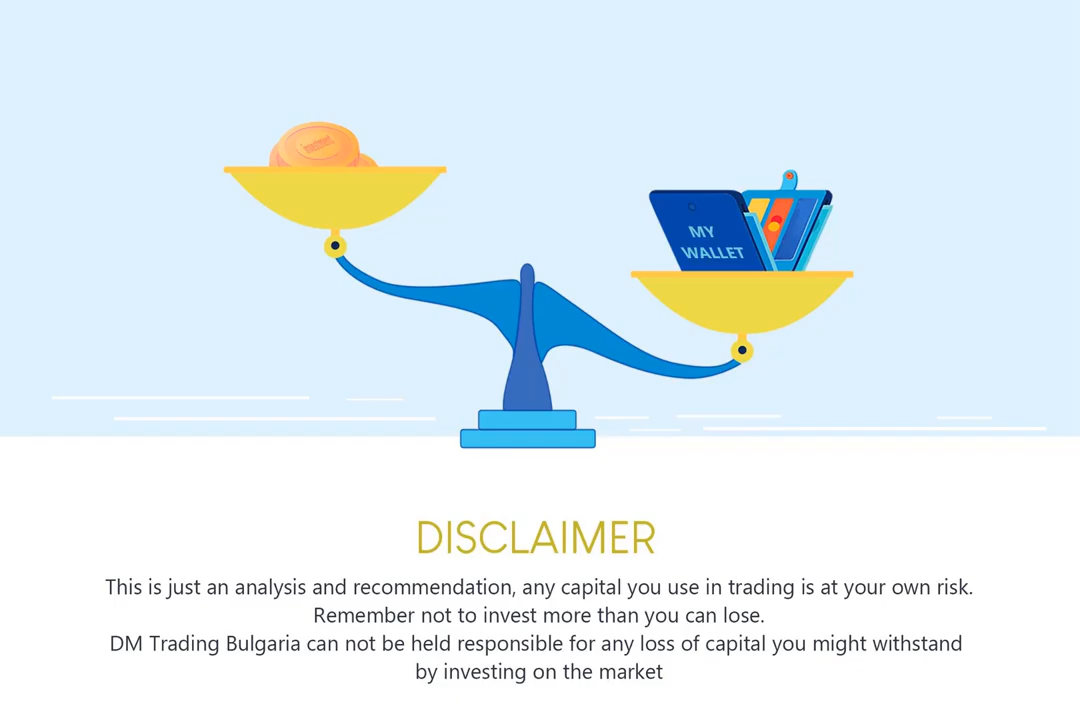 investment
MY
WALLET
DISCLAIMER
This is just an analysis and recommendation, any capital you use in trading is at your own risk.
Remember not to invest more than you can lose.
DM Trading Bulgaria can not be held responsible for any loss of capital you might withstand
by investing on the market